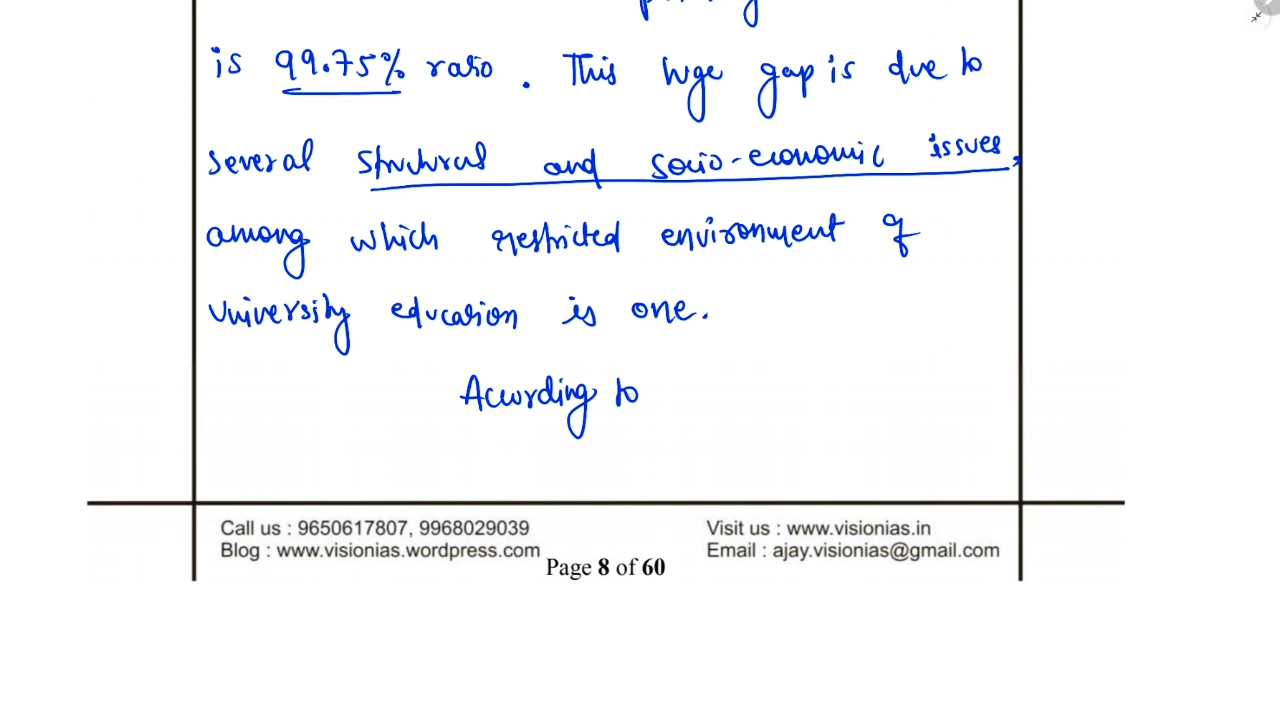 is 99.75% ratio. This huge gap is due to
several structural and socio-economic issues,
among which restricted environment of
University education is one.
According to
Call us : 9650617807, 9968029039
Visit us : www.visionias.in
Blog : www.visionias.wordpress.com
Email : ajay.visionias@gmail.com
Page 8 of 60